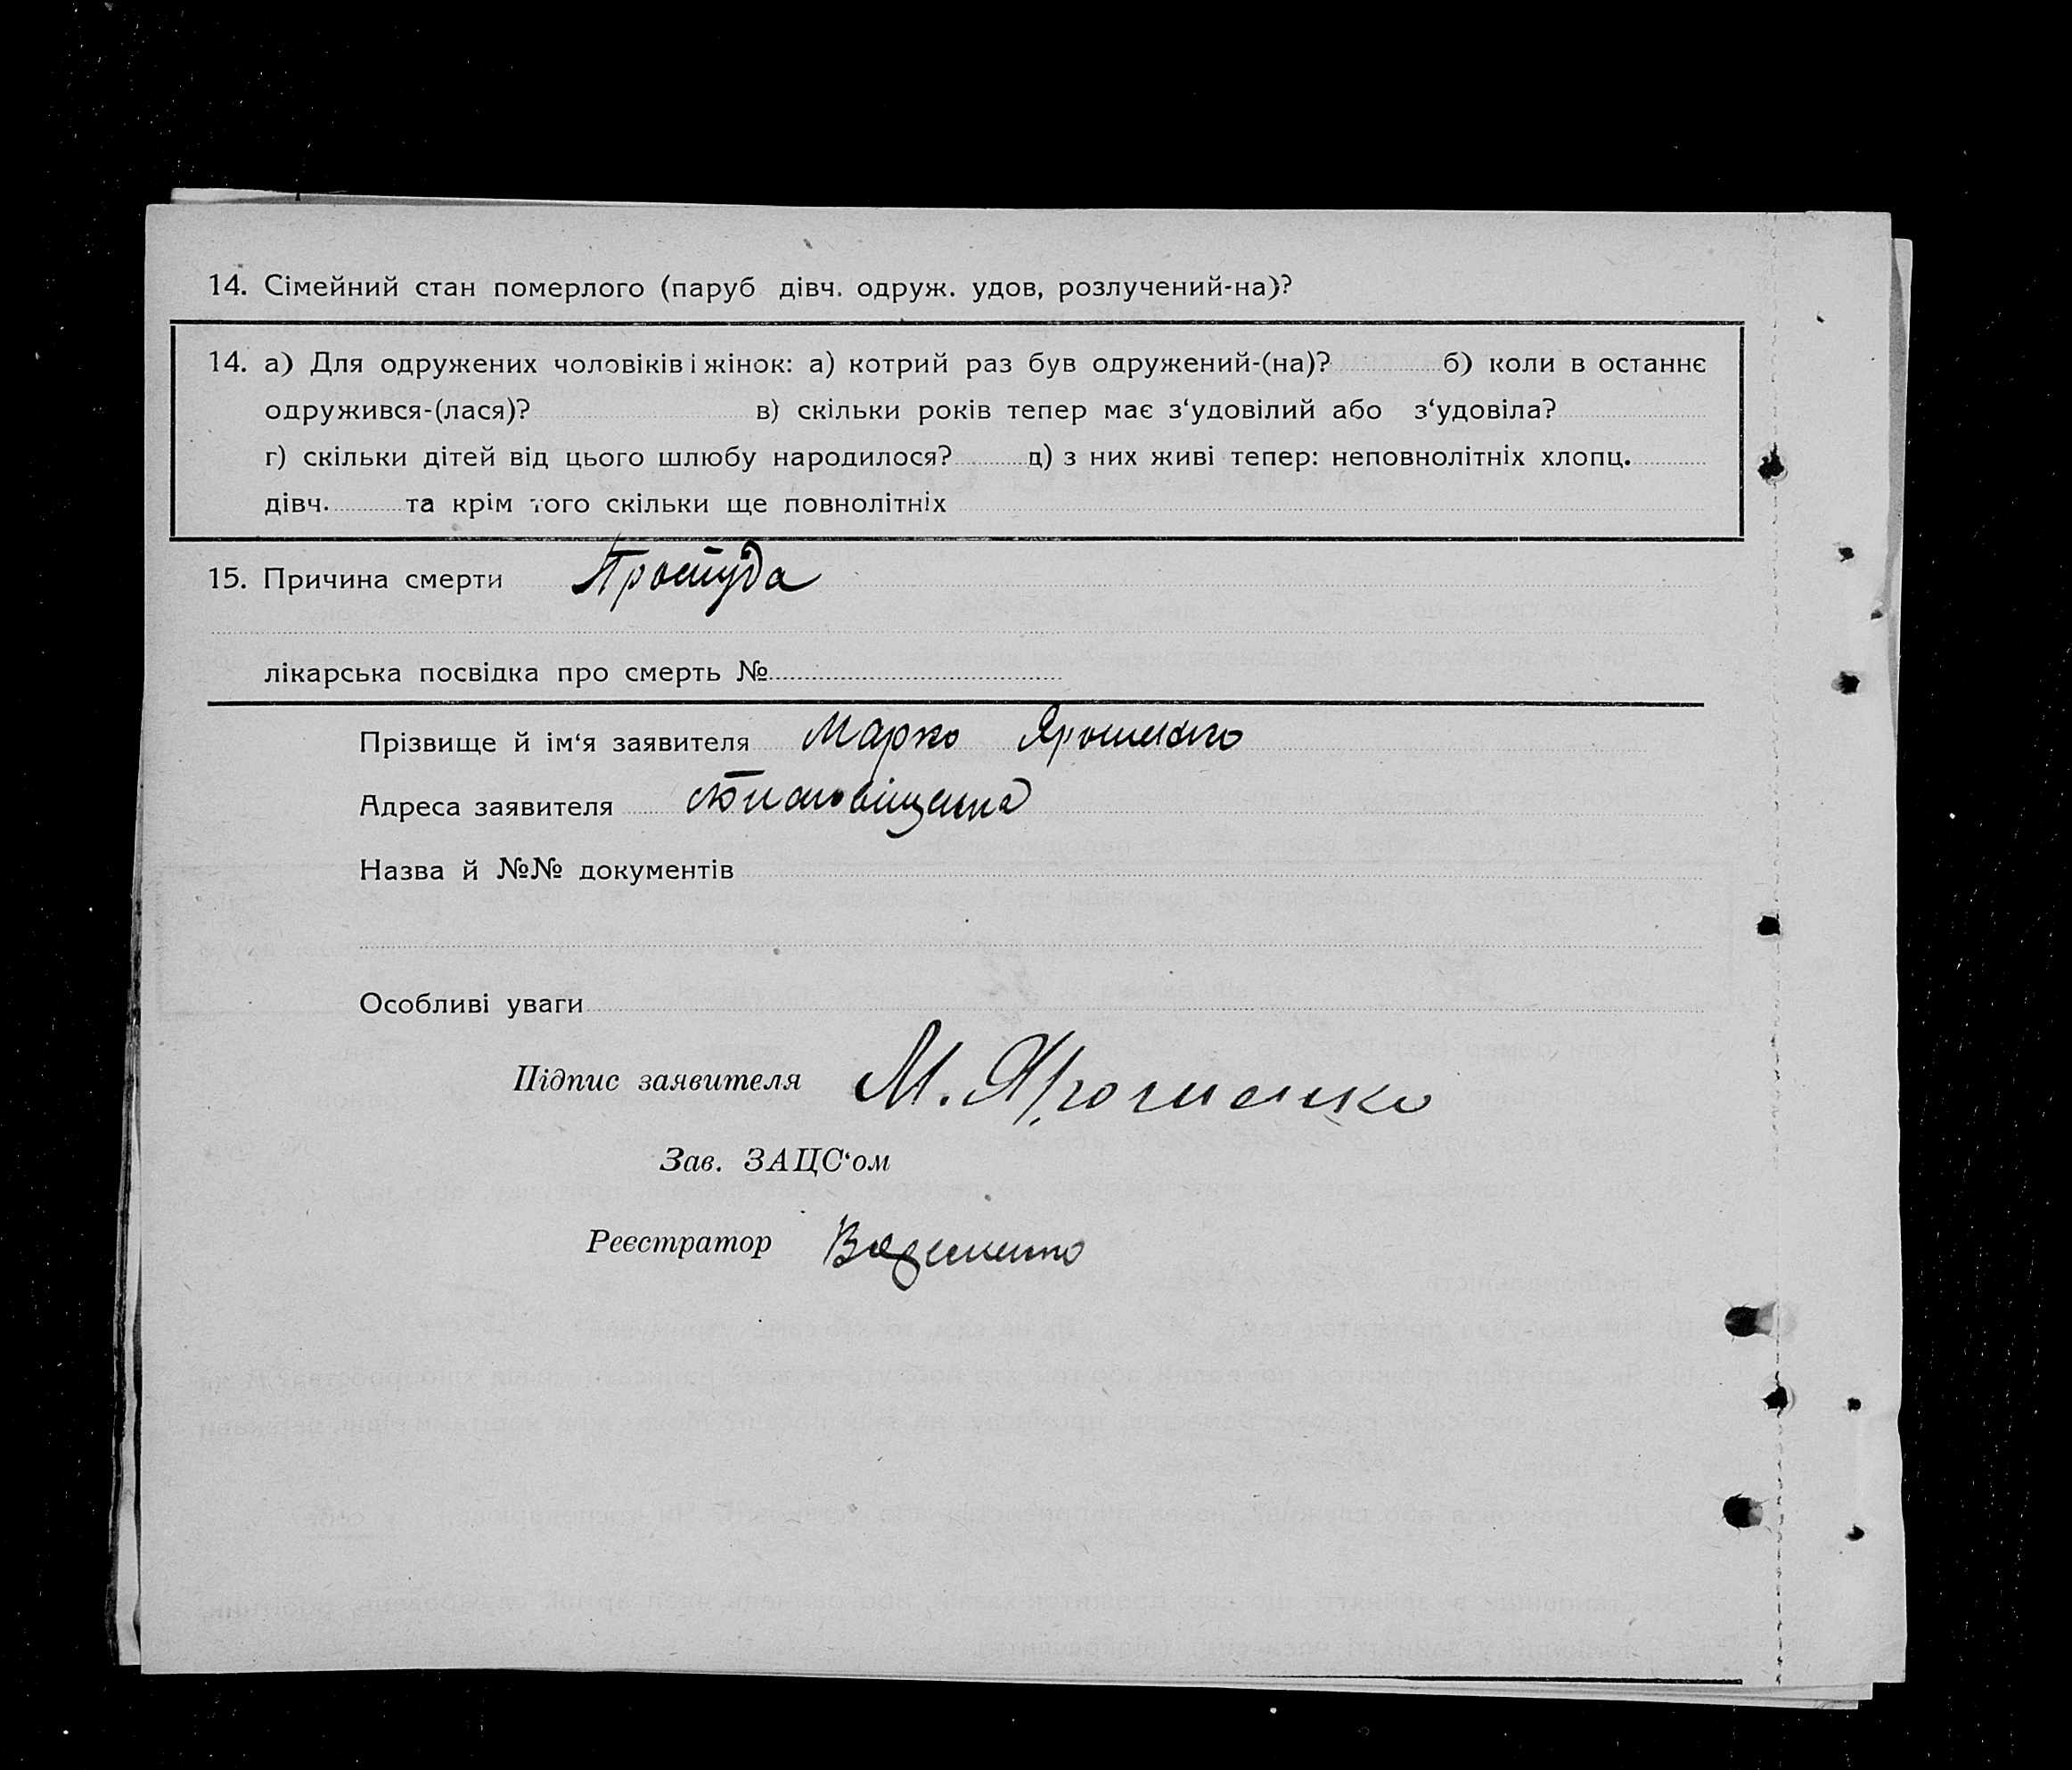 14. Сімейний стан померлого (паруб дівч. одруж. удов, розлучений-на)?
14. а) Для одружених чоловіків і жінок: а) котрий раз був одружений-(на)? б) коли в останнє
одружився-(лася)? в) скільки років тепер має з‘удовілий або з‘удовіла?
г) скільки дітей від цього шлюбу народилося? д) з них живі тепер: неповнолітніх хлопц.
дівч. та крім того скільки ще повнолітніх
15. Причина смерти Простуда
лікарська посвідка про смерть №
Прізвище й ім‘я заявителя Марко Ярошенко
Адреса заявителя
Назва й №№ документів
Особливі уваги
Підпис заявителя М. Ярошенко
Зав. ЗАЦС‘ом
Реєстратор